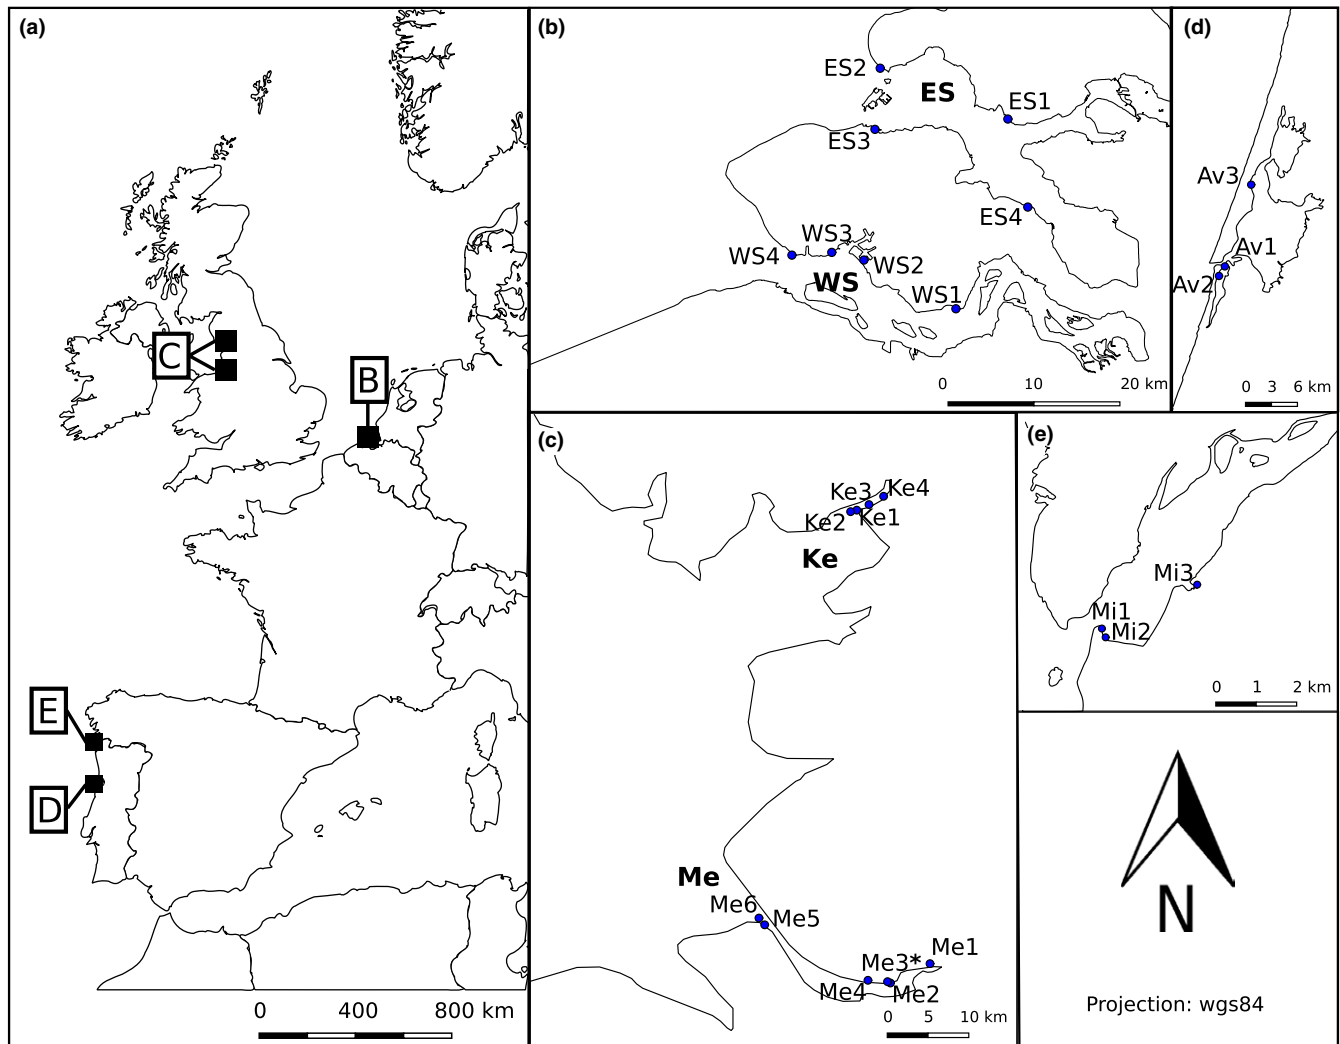 (a)
C
B
E
D
0 400 800 km
(b)
ES2
ES
ES1
ES3
ES4
WS3
WS4
WS2
WS
WS1
0 10 20 km
(d)
Av3
Av1
Av2
0 3 6 km
(c)
Ke3 Ke4
Ke2 Ke1
Ke
Me
Me6 Me5
Me1
Me3*
Me4 Me2
0 5 10 km
(e)
Mi3
Mi1
Mi2
0 1 2 km
N
Projection: wgs84